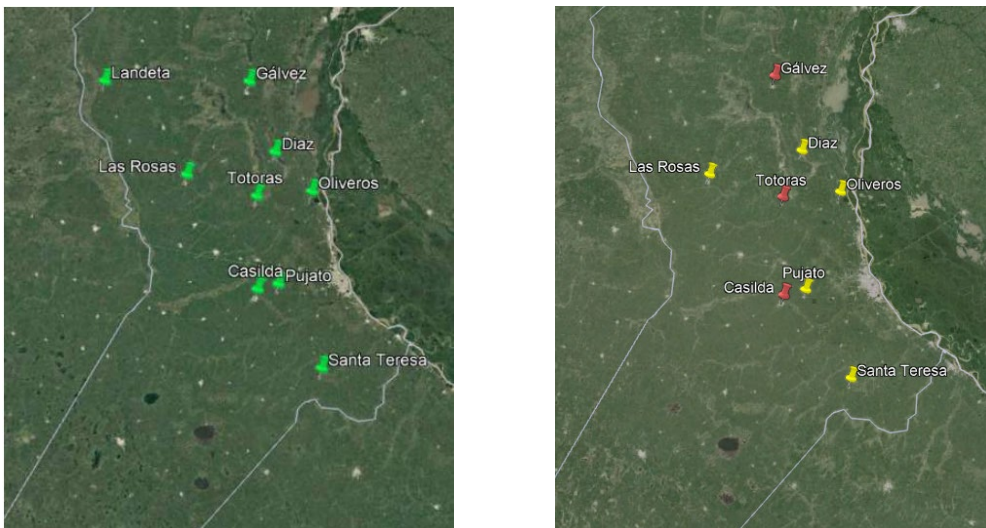 Landeta
Gálvez
Diaz
Las Rosas
Totoras
Oliveros
Casilda
Pujato
Santa Teresa
Gálvez
Diaz
Las Rosas
Totoras
Oliveros
Pujato
Casilda
Santa Teresa